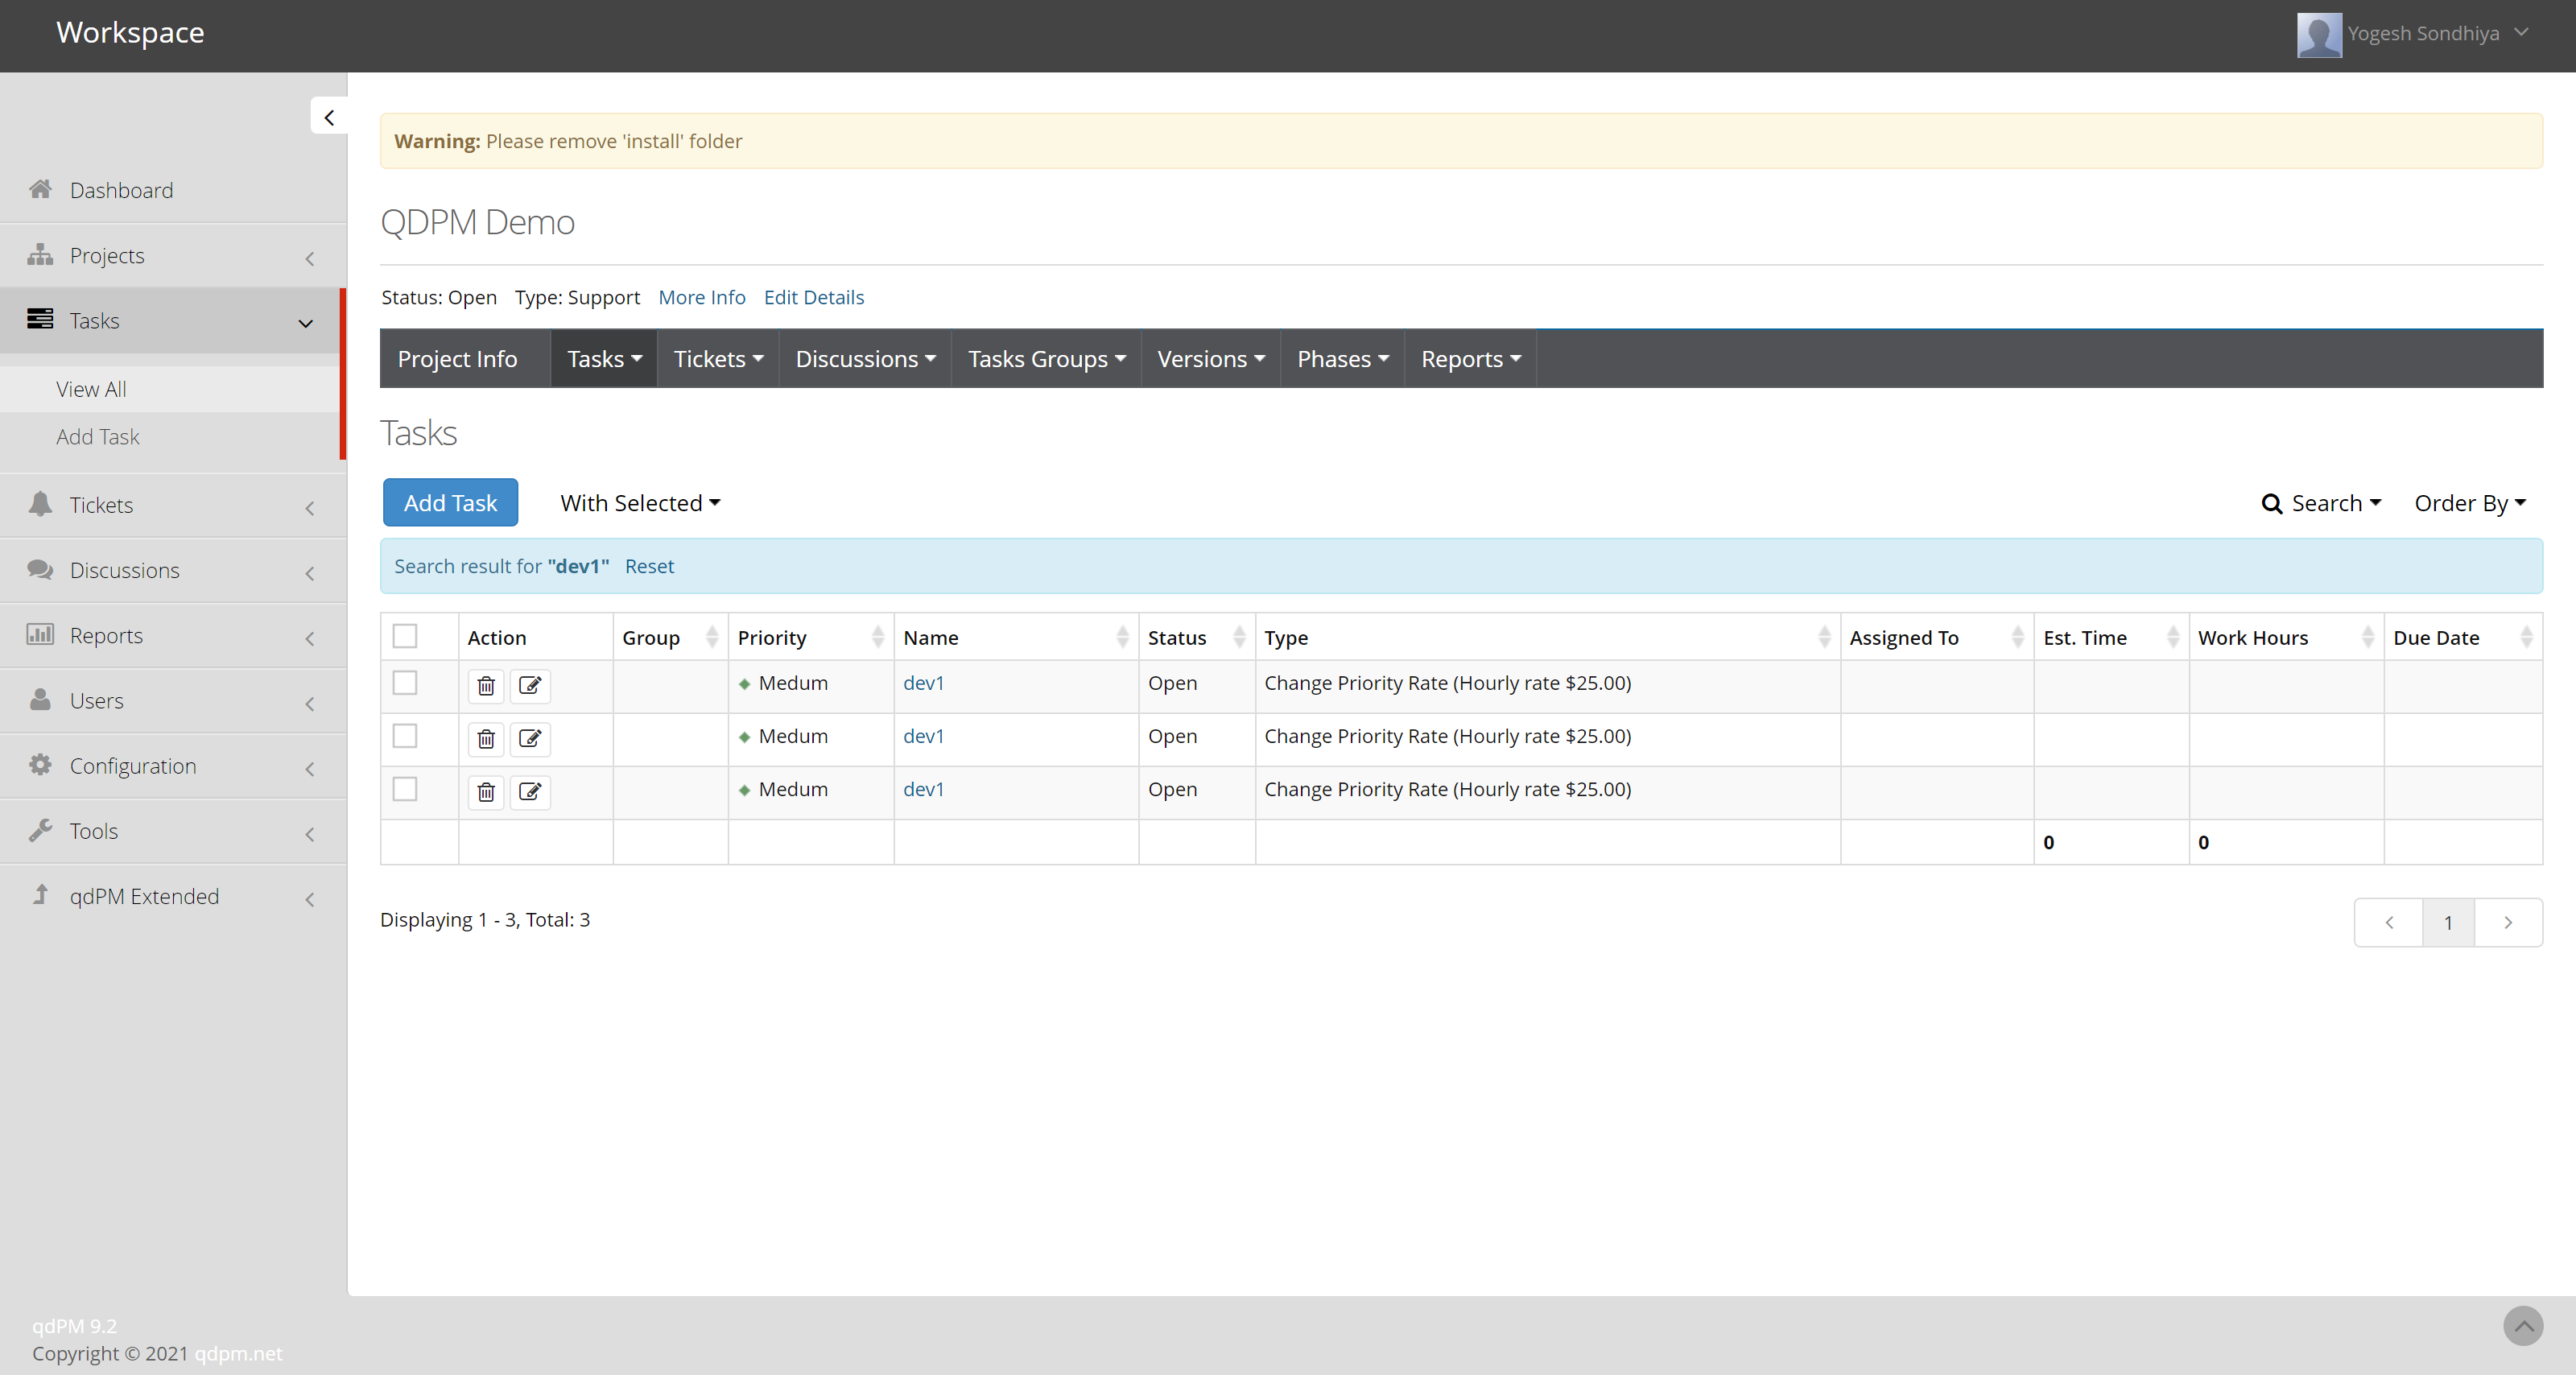 Workspace
Yogesh Sondhiya
Dashboard
Projects
Tasks
View All
Add Task
Tickets
Discussions
Reports
Users
Configuration
Tools
qdPM Extended
Warning: Please remove 'install' folder
QDPM Demo
Status: Open Type: Support More Info Edit Details
Project Info Tasks Tickets Discussions Tasks Groups Versions Phases Reports
Tasks
Add Task With Selected Search Order By
Search result for "dev1" Reset
Action Group Priority Name Status Type Assigned To Est. Time Work Hours Due Date
Medum dev1 Open Change Priority Rate (Hourly rate $25.00)
Medum dev1 Open Change Priority Rate (Hourly rate $25.00)
Medum dev1 Open Change Priority Rate (Hourly rate $25.00)
0 0
Displaying 1 - 3, Total: 3
1
qdPM 9.2
Copyright © 2021 qdpm.net